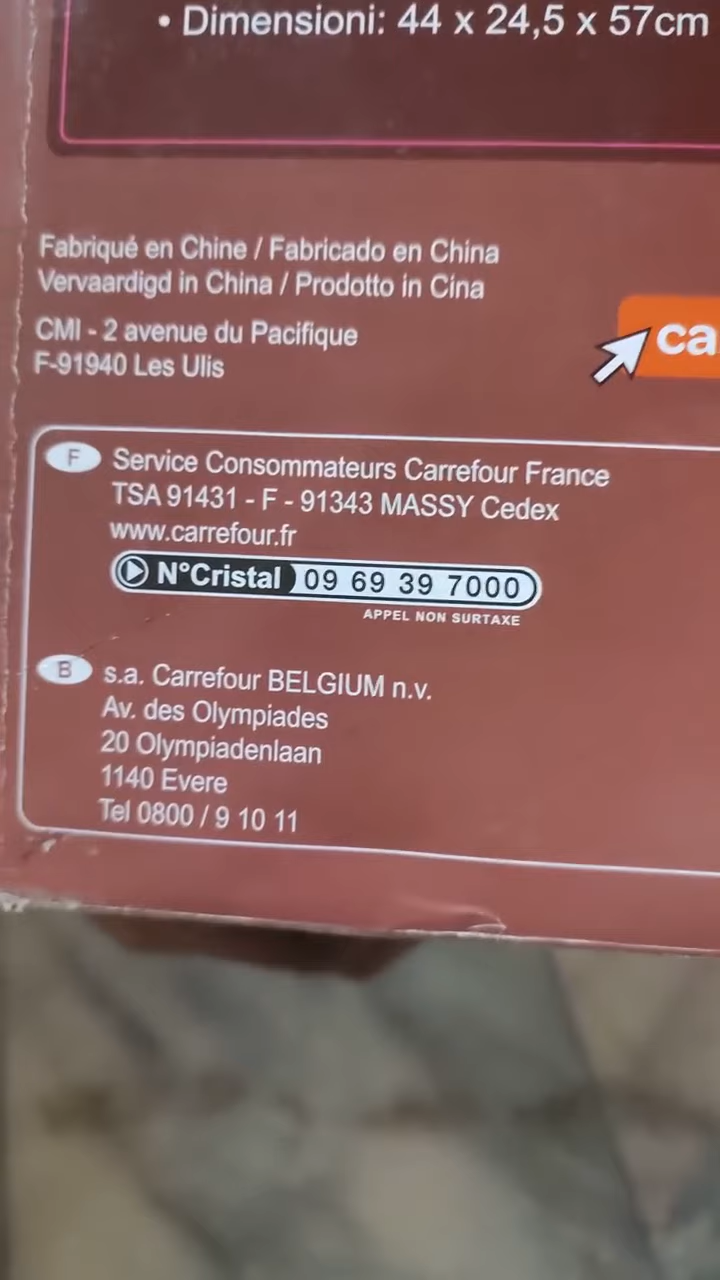 • Dimensioni: 44 x 24,5 x 57cm
Fabriqué en Chine / Fabricado en China
Vervaardigd in China / Prodotto in Cina
CMI - 2 avenue du Pacifique
F-91940 Les Ulis
ca
F Service Consommateurs Carrefour France
TSA 91431 - F - 91343 MASSY Cedex
www.carrefour.fr
N°Cristal 09 69 39 7000
APPEL NON SURTAXE
B s.a. Carrefour BELGIUM n.v.
Av. des Olympiades
20 Olympiadenlaan
1140 Evere
Tel 0800 / 9 10 11